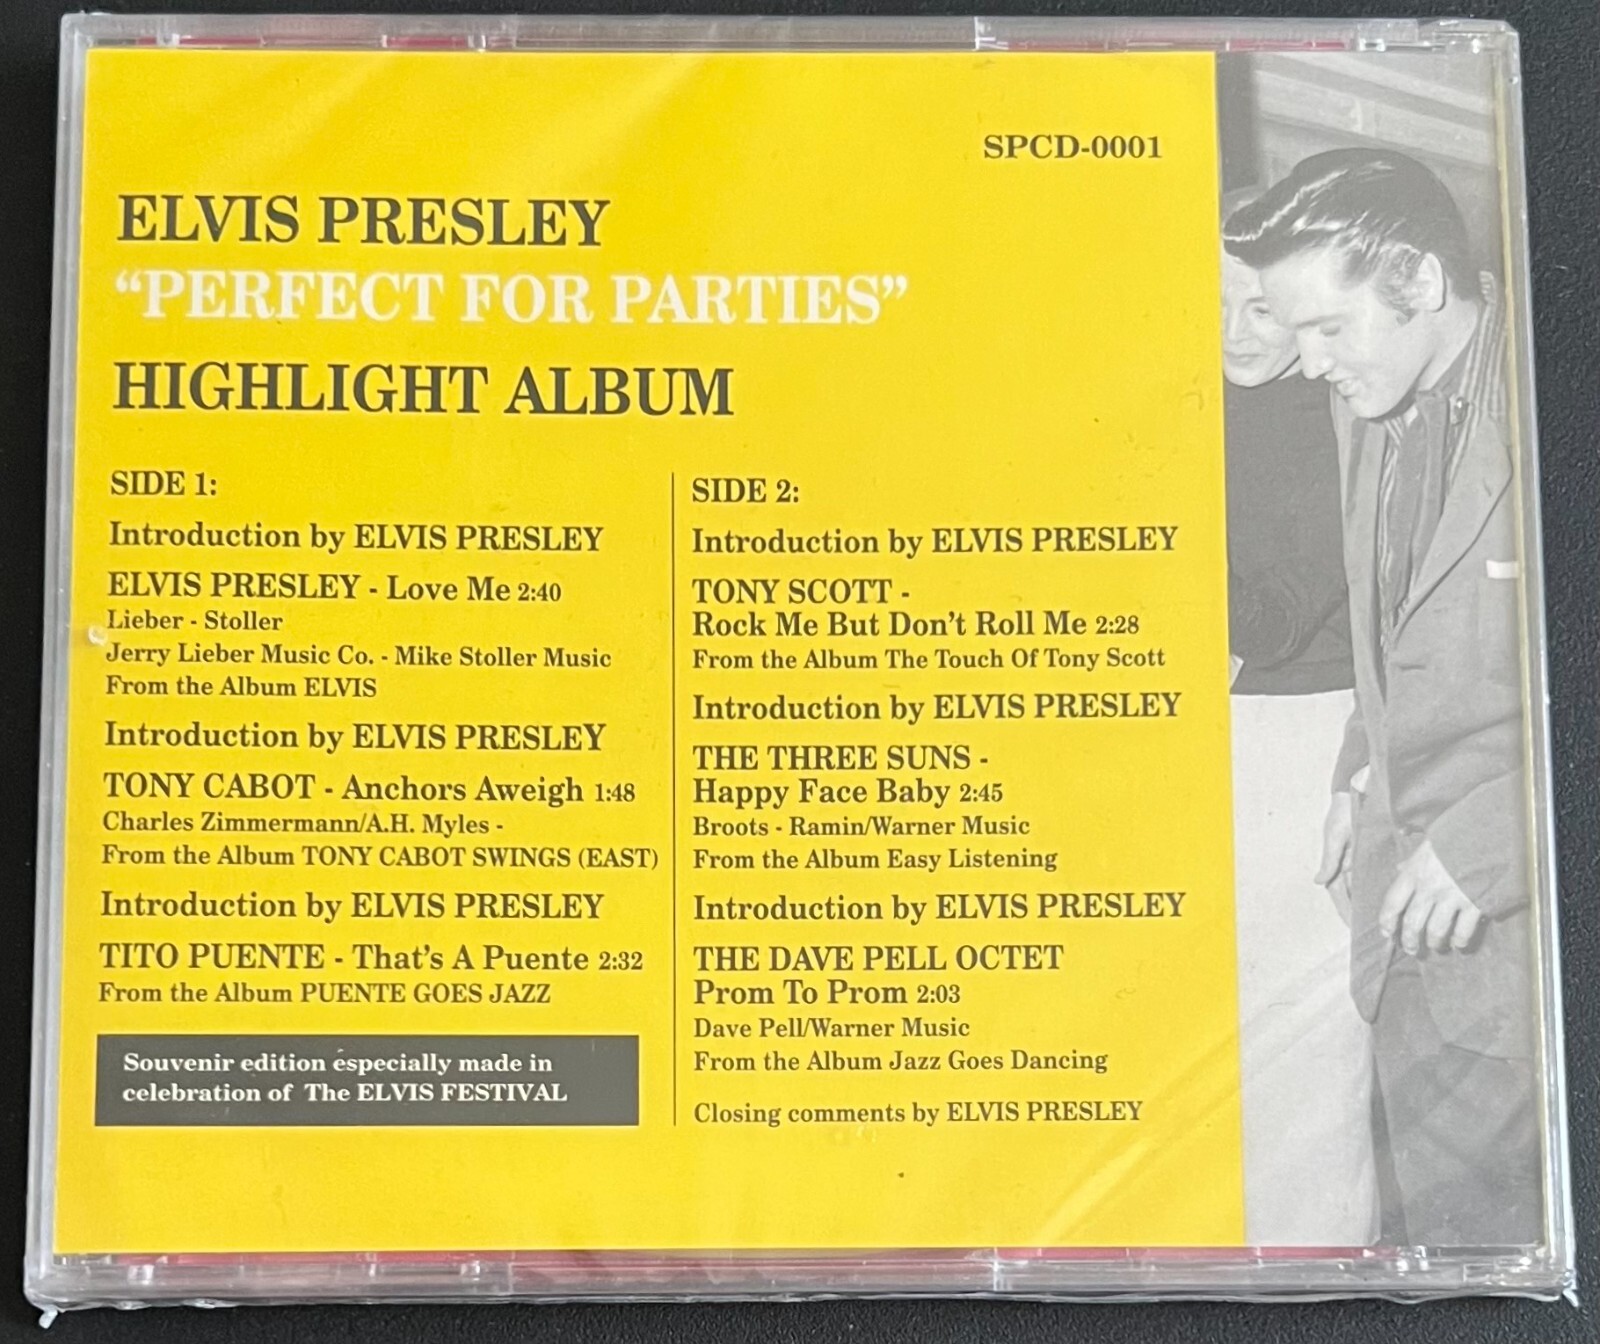 SPCD-0001
ELVIS PRESLEY
“PERFECT FOR PARTIES”
HIGHLIGHT ALBUM
SIDE 1:
Introduction by ELVIS PRESLEY
ELVIS PRESLEY - Love Me 2:40
Lieber - Stoller
Jerry Lieber Music Co. - Mike Stoller Music
From the Album ELVIS
Introduction by ELVIS PRESLEY
TONY CABOT - Anchors Aweigh 1:48
Charles Zimmermann/A.H. Myles -
From the Album TONY CABOT SWINGS (EAST)
Introduction by ELVIS PRESLEY
TITO PUENTE - That’s A Puente 2:32
From the Album PUENTE GOES JAZZ
Souvenir edition especially made in
celebration of The ELVIS FESTIVAL
SIDE 2:
Introduction by ELVIS PRESLEY
TONY SCOTT -
Rock Me But Don’t Roll Me 2:28
From the Album The Touch Of Tony Scott
Introduction by ELVIS PRESLEY
THE THREE SUNS -
Happy Face Baby 2:45
Broots - Ramin/Warner Music
From the Album Easy Listening
Introduction by ELVIS PRESLEY
THE DAVE PELL OCTET
Prom To Prom 2:03
Dave Pell/Warner Music
From the Album Jazz Goes Dancing
Closing comments by ELVIS PRESLEY